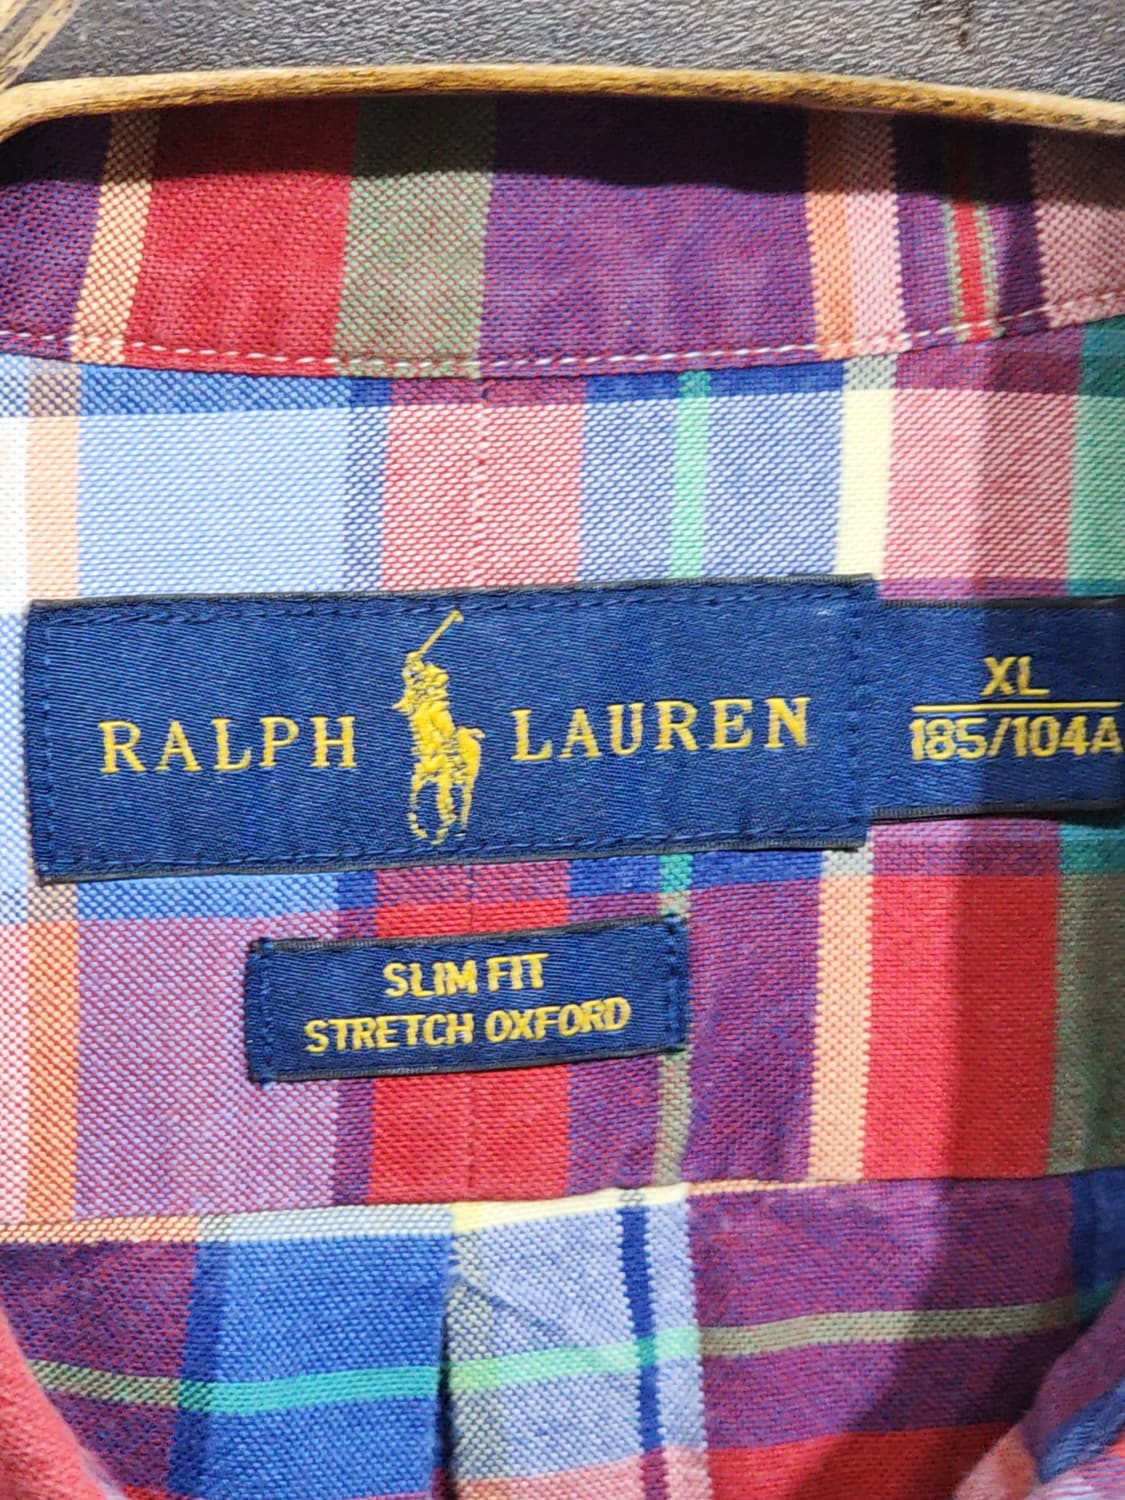 RALPH LAUREN
XL
185/104A
SLIM FIT
STRETCH OXFORD